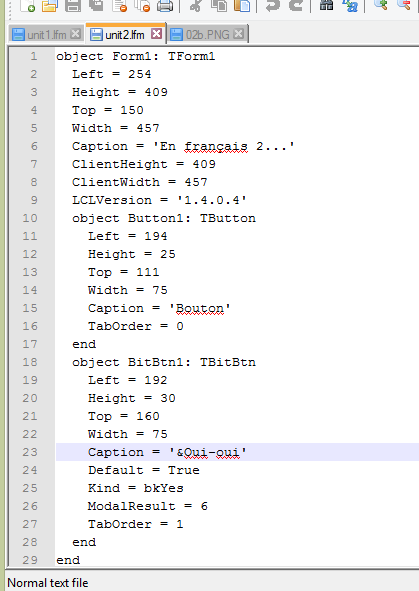 unit1.lfm unit2.lfm 02b.PNG
1 object Form1: TForm1
2 Left = 254
3 Height = 409
4 Top = 150
5 Width = 457
6 Caption = 'En français 2...'
7 ClientHeight = 409
8 ClientWidth = 457
9 LCLVersion = '1.4.0.4'
10 object Button1: TButton
11 Left = 194
12 Height = 25
13 Top = 111
14 Width = 75
15 Caption = 'Bouton'
16 TabOrder = 0
17 end
18 object BitBtn1: TBitBtn
19 Left = 192
20 Height = 30
21 Top = 160
22 Width = 75
23 Caption = '&Oui-oui'
24 Default = True
25 Kind = bkYes
26 ModalResult = 6
27 TabOrder = 1
28 end
29 end
Normal text file